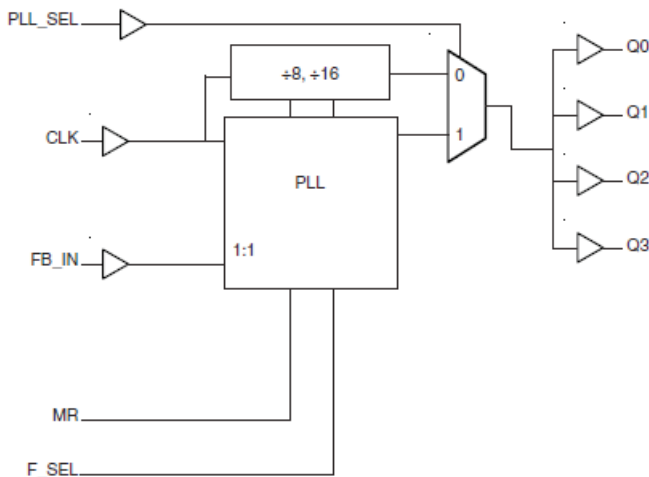 PLL_SEL
÷8, ÷16
0
Q0
CLK
1
Q1
PLL
Q2
1:1
FB_IN
Q3
MR
F_SEL